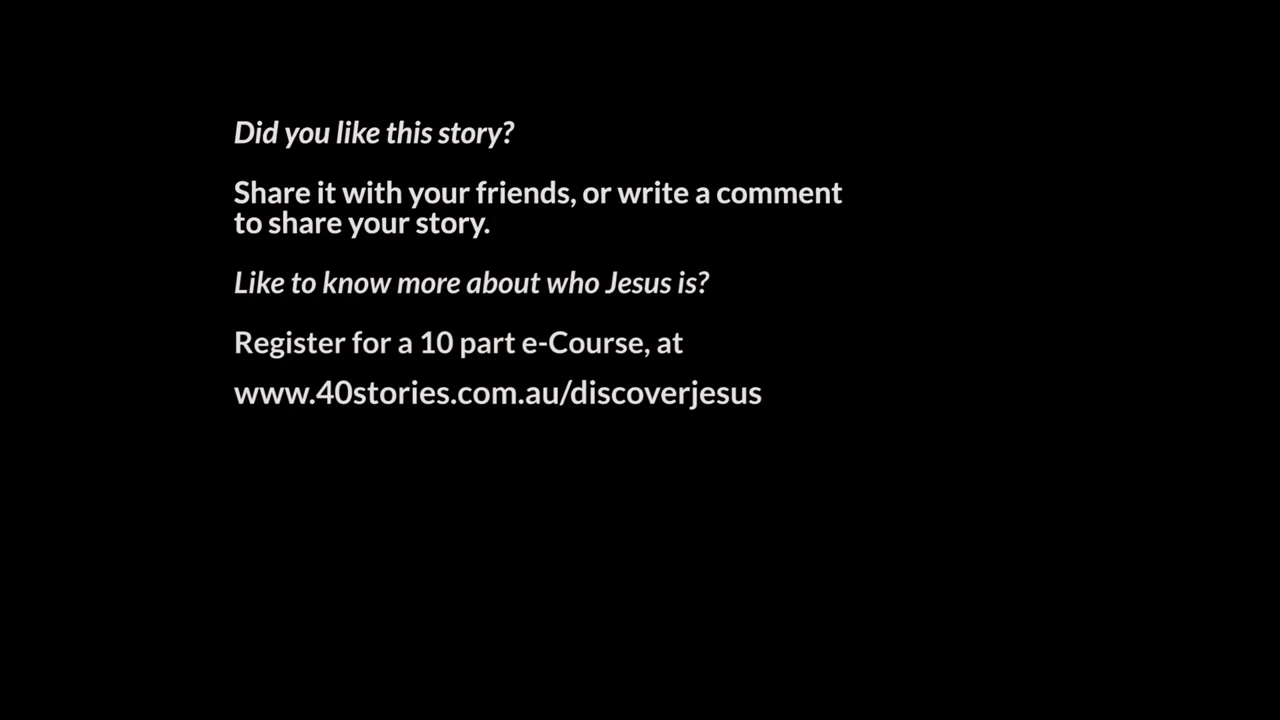 Did you like this story?
Share it with your friends, or write a comment
to share your story.
Like to know more about who Jesus is?
Register for a 10 part e-Course, at
www.40stories.com.au/discoverjesus